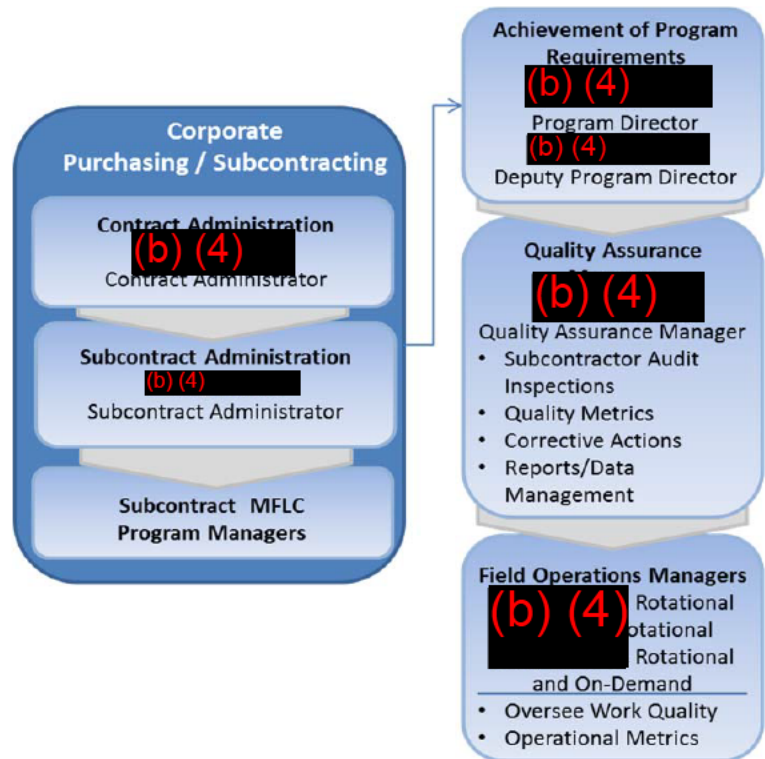 Corporate
Purchasing / Subcontracting
Contract Administration
(b) (4)
Contract Administrator
Subcontract Administration
(b) (4)
Subcontract Administrator
Subcontract MFLC
Program Managers
Achievement of Program
Requirements
(b) (4)
Program Director
(b) (4)
Deputy Program Director
Quality Assurance
(b) (4)
Quality Assurance Manager
• Subcontractor Audit
Inspections
• Quality Metrics
• Corrective Actions
• Reports/Data
Management
Field Operations Managers
(b) (4) Rotational
otational
Rotational
and On-Demand
• Oversee Work Quality
• Operational Metrics